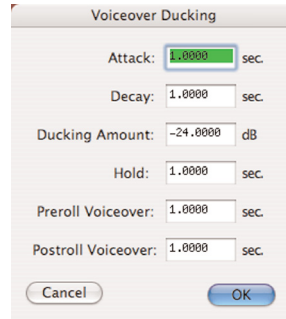 Voiceover Ducking
Attack: 1.0000 sec.
Decay: 1.0000 sec.
Ducking Amount: -24.0000 dB
Hold: 1.0000 sec.
Preroll Voiceover: 1.0000 sec.
Postroll Voiceover: 1.0000 sec.
Cancel OK